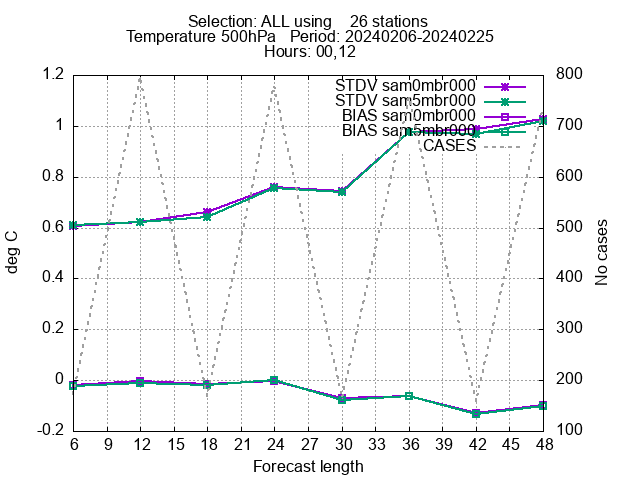 Selection: ALL using 26 stations
Temperature 500hPa Period: 20240206-20240225
Hours: 00,12
STDV sam0mbr000
STDV sam5mbr000
BIAS sam0mbr000
BIAS sam5mbr000
CASES
1.2
1
0.8
0.6
0.4
0.2
0
-0.2
deg C
800
700
600
500
400
300
200
100
No cases
6 9 12 15 18 21 24 27 30 33 36 39 42 45 48
Forecast length